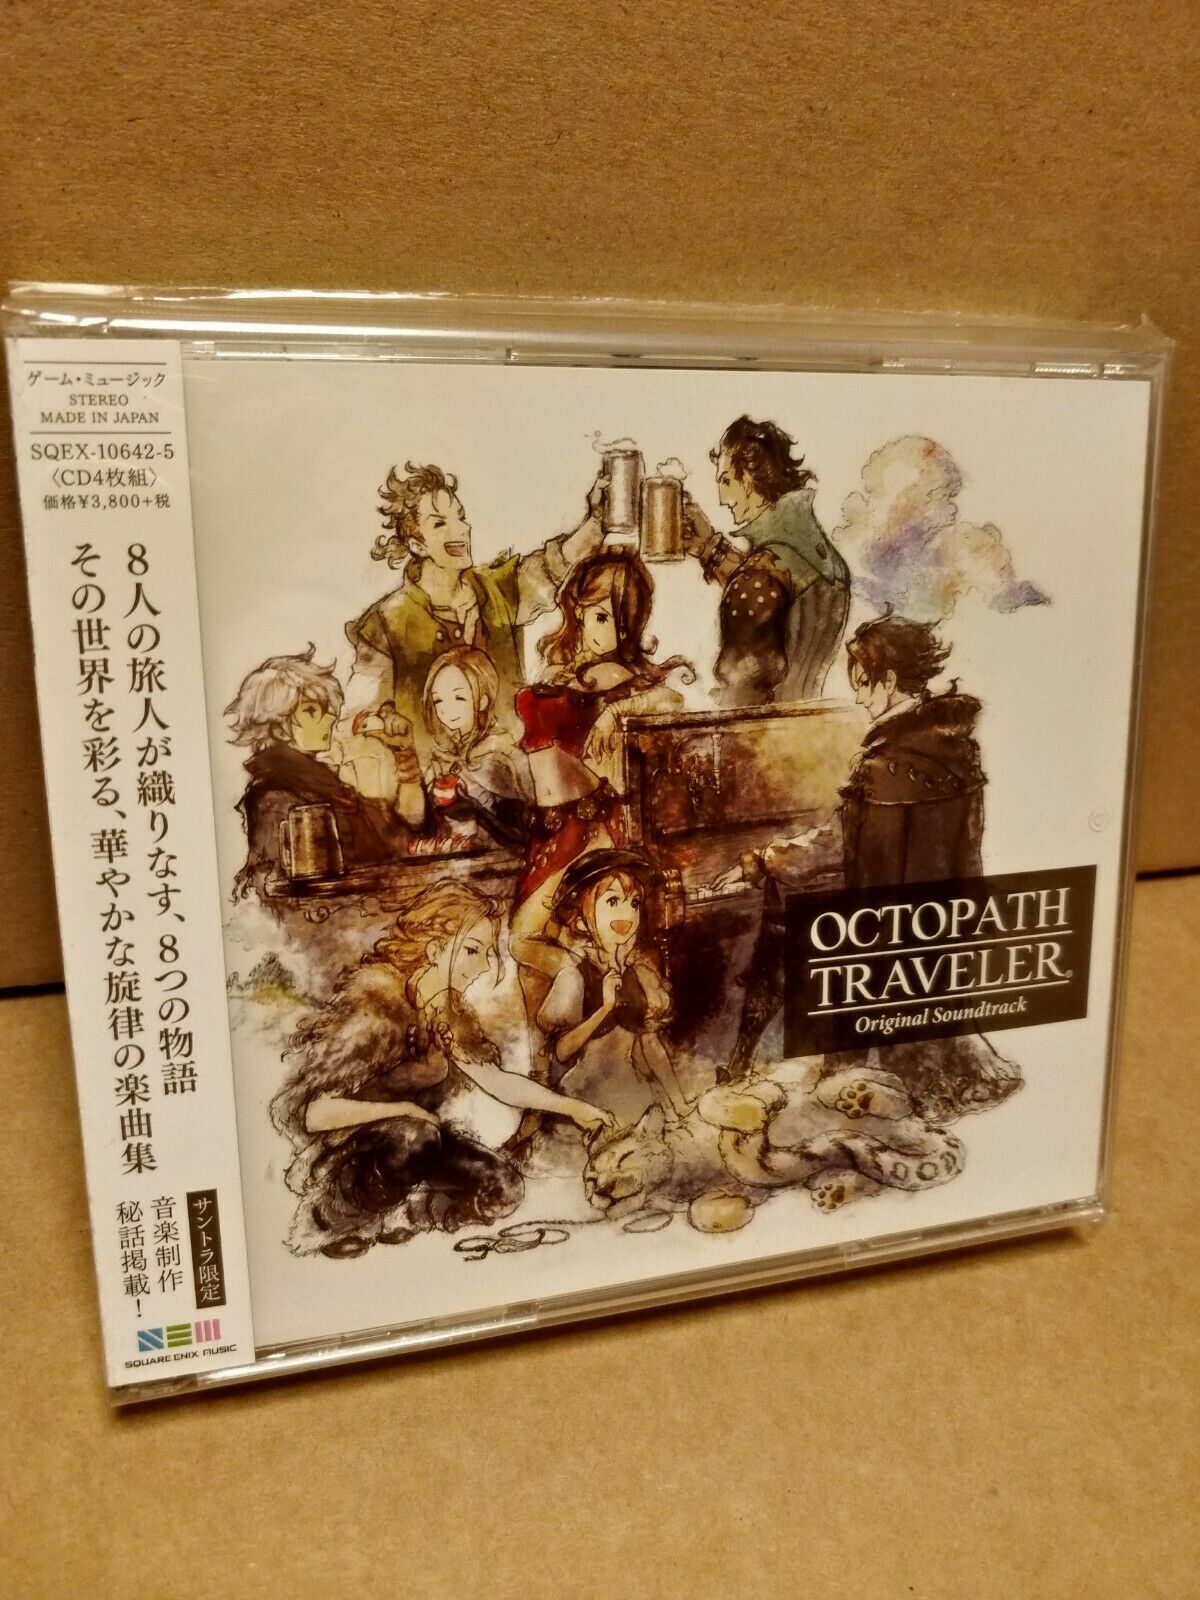 ゲーム・ミュージック
STEREO
MADE IN JAPAN
SQEX-10642-5
〈CD4枚組〉
価格¥3,800+税
8人の旅人が織りなす、8つの物語
その世界を彩る、華やかな旋律の楽曲集
サントラ限定
音楽制作
秘話掲載!
SQUARE ENIX MUSIC
OCTOPATH
TRAVELER®
Original Soundtrack